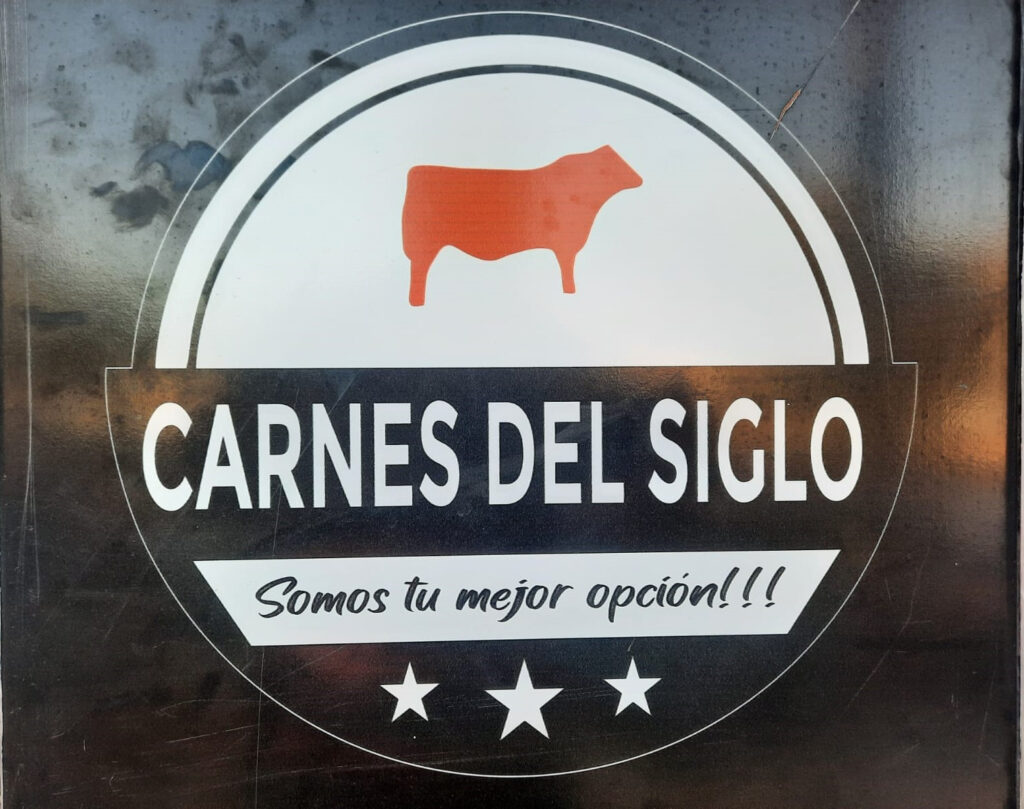 CARNES DEL SIGLO
Somos tu mejor opción!!!